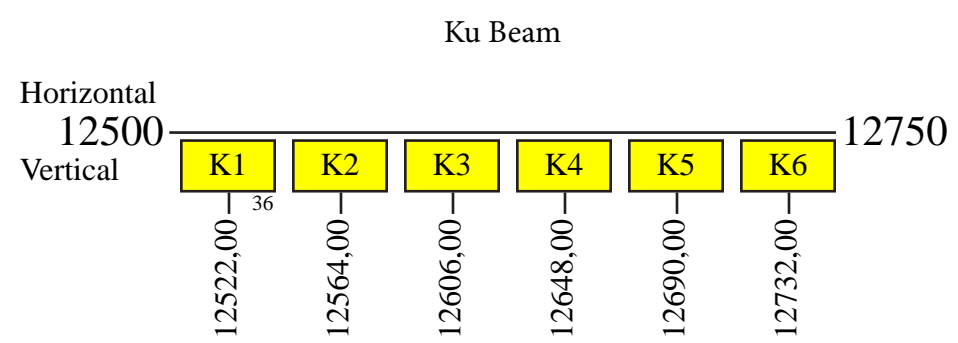 Ku Beam
Horizontal
12500 12750
Vertical
K1 K2 K3 K4 K5 K6
36
12522,00 12564,00 12606,00 12648,00 12690,00 12732,00